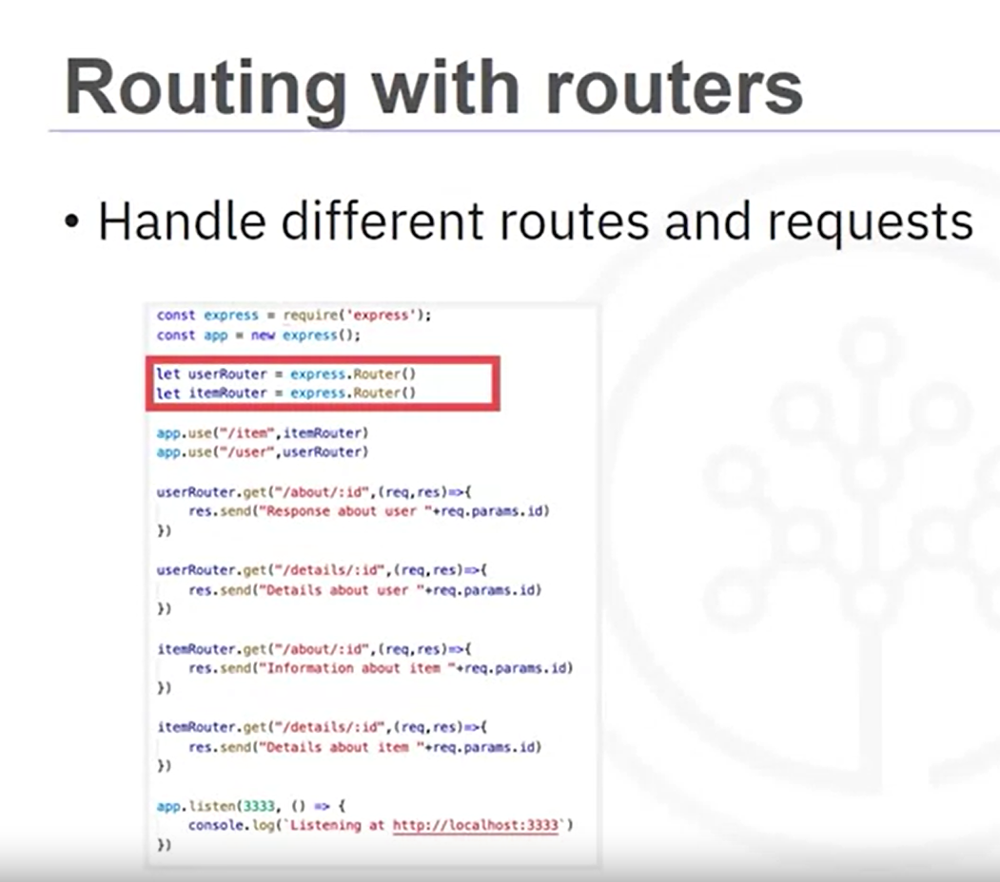 Routing with routers
• Handle different routes and requests
const express = require('express');
const app = new express();
let userRouter = express.Router()
let itemRouter = express.Router()
app.use("/item",itemRouter)
app.use("/user",userRouter)
userRouter.get("/about/:id",(req,res)=>{
res.send("Response about user "+req.params.id)
})
userRouter.get("/details/:id",(req,res)=>{
res.send("Details about user "+req.params.id)
})
itemRouter.get("/about/:id",(req,res)=>{
res.send("Information about item "+req.params.id)
})
itemRouter.get("/details/:id",(req,res)=>{
res.send("Details about item "+req.params.id)
})
app.listen(3333, () => {
console.log(`Listening at http://localhost:3333`)
})